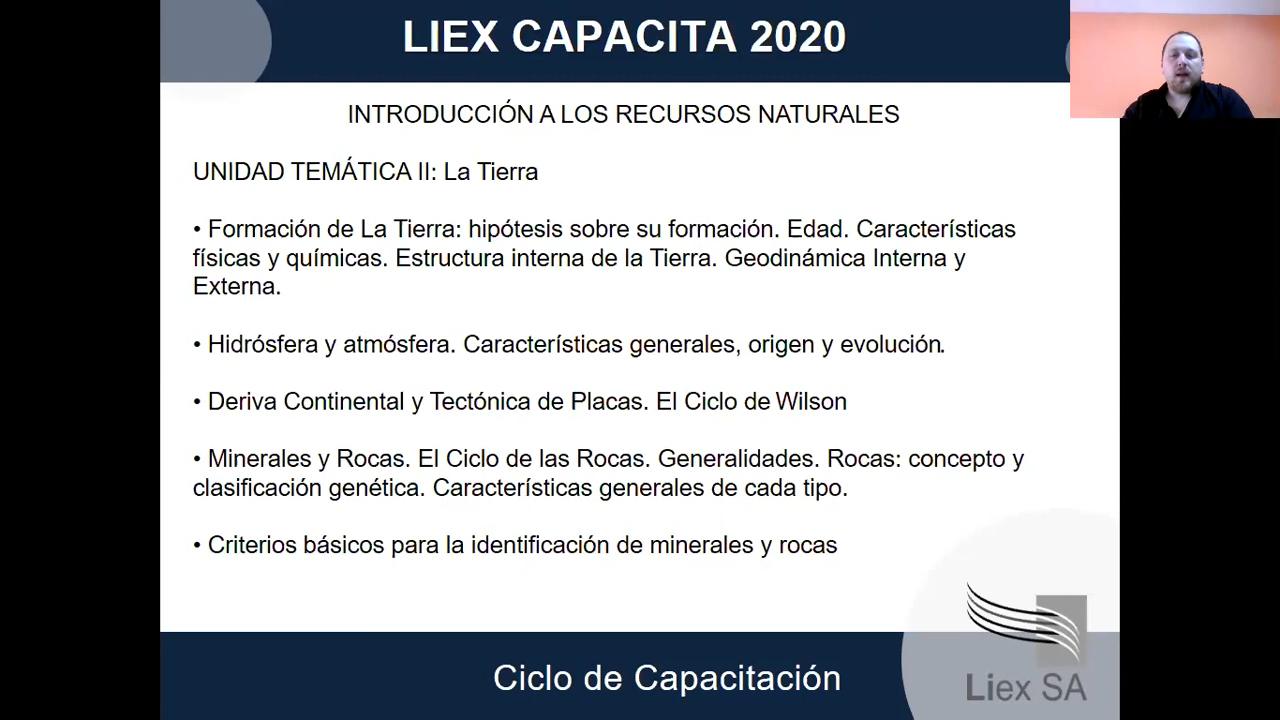 LIEX CAPACITA 2020
INTRODUCCIÓN A LOS RECURSOS NATURALES
UNIDAD TEMÁTICA II: La Tierra
• Formación de La Tierra: hipótesis sobre su formación. Edad. Características
físicas y químicas. Estructura interna de la Tierra. Geodinámica Interna y
Externa.
• Hidrósfera y atmósfera. Características generales, origen y evolución.
• Deriva Continental y Tectónica de Placas. El Ciclo de Wilson
• Minerales y Rocas. El Ciclo de las Rocas. Generalidades. Rocas: concepto y
clasificación genética. Características generales de cada tipo.
• Criterios básicos para la identificación de minerales y rocas
Ciclo de Capacitación
Liex SA